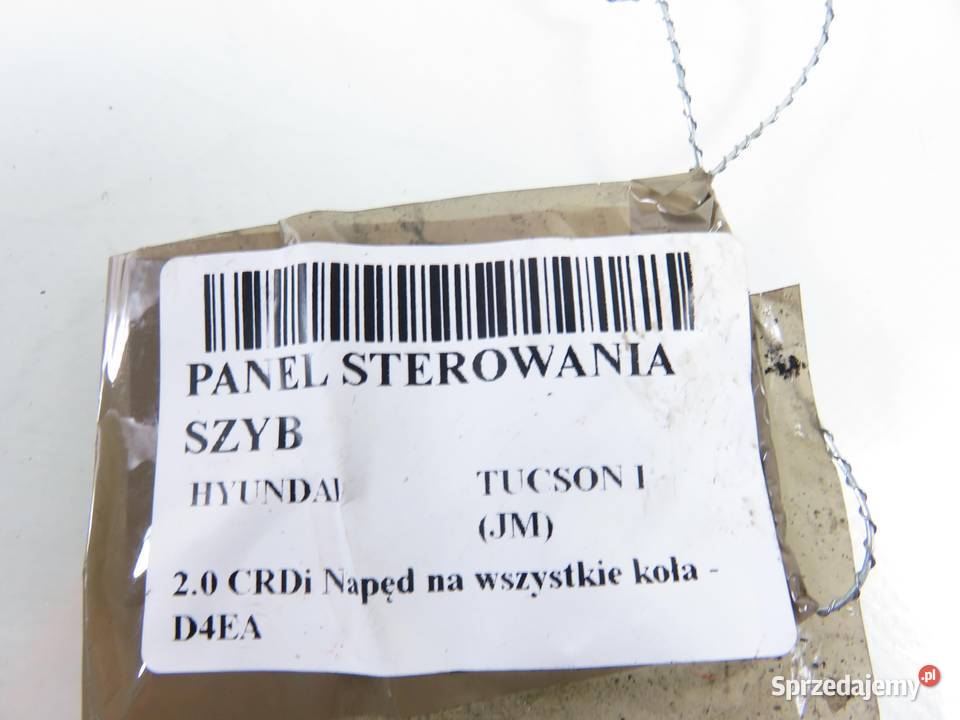 PANEL STEROWANIA
SZYB
HYUNDAI TUCSON I
(JM)
2.0 CRDi Napęd na wszystkie koła -
D4EA
Sprzedajemy.pl